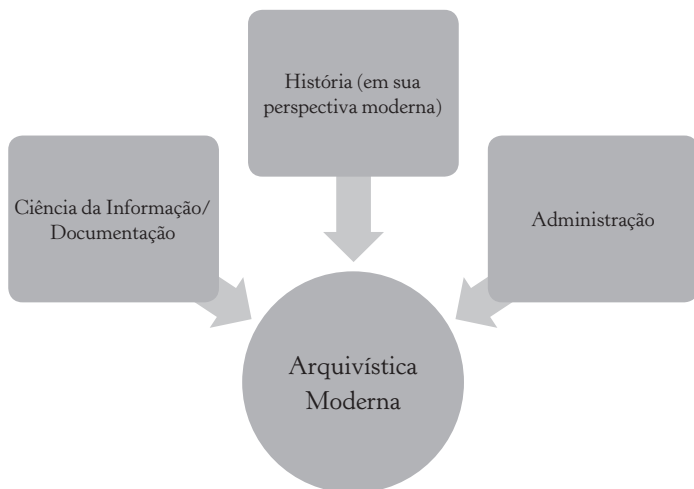 História (em sua
perspectiva moderna)
Ciência da Informação/
Documentação
Administração
Arquivística
Moderna